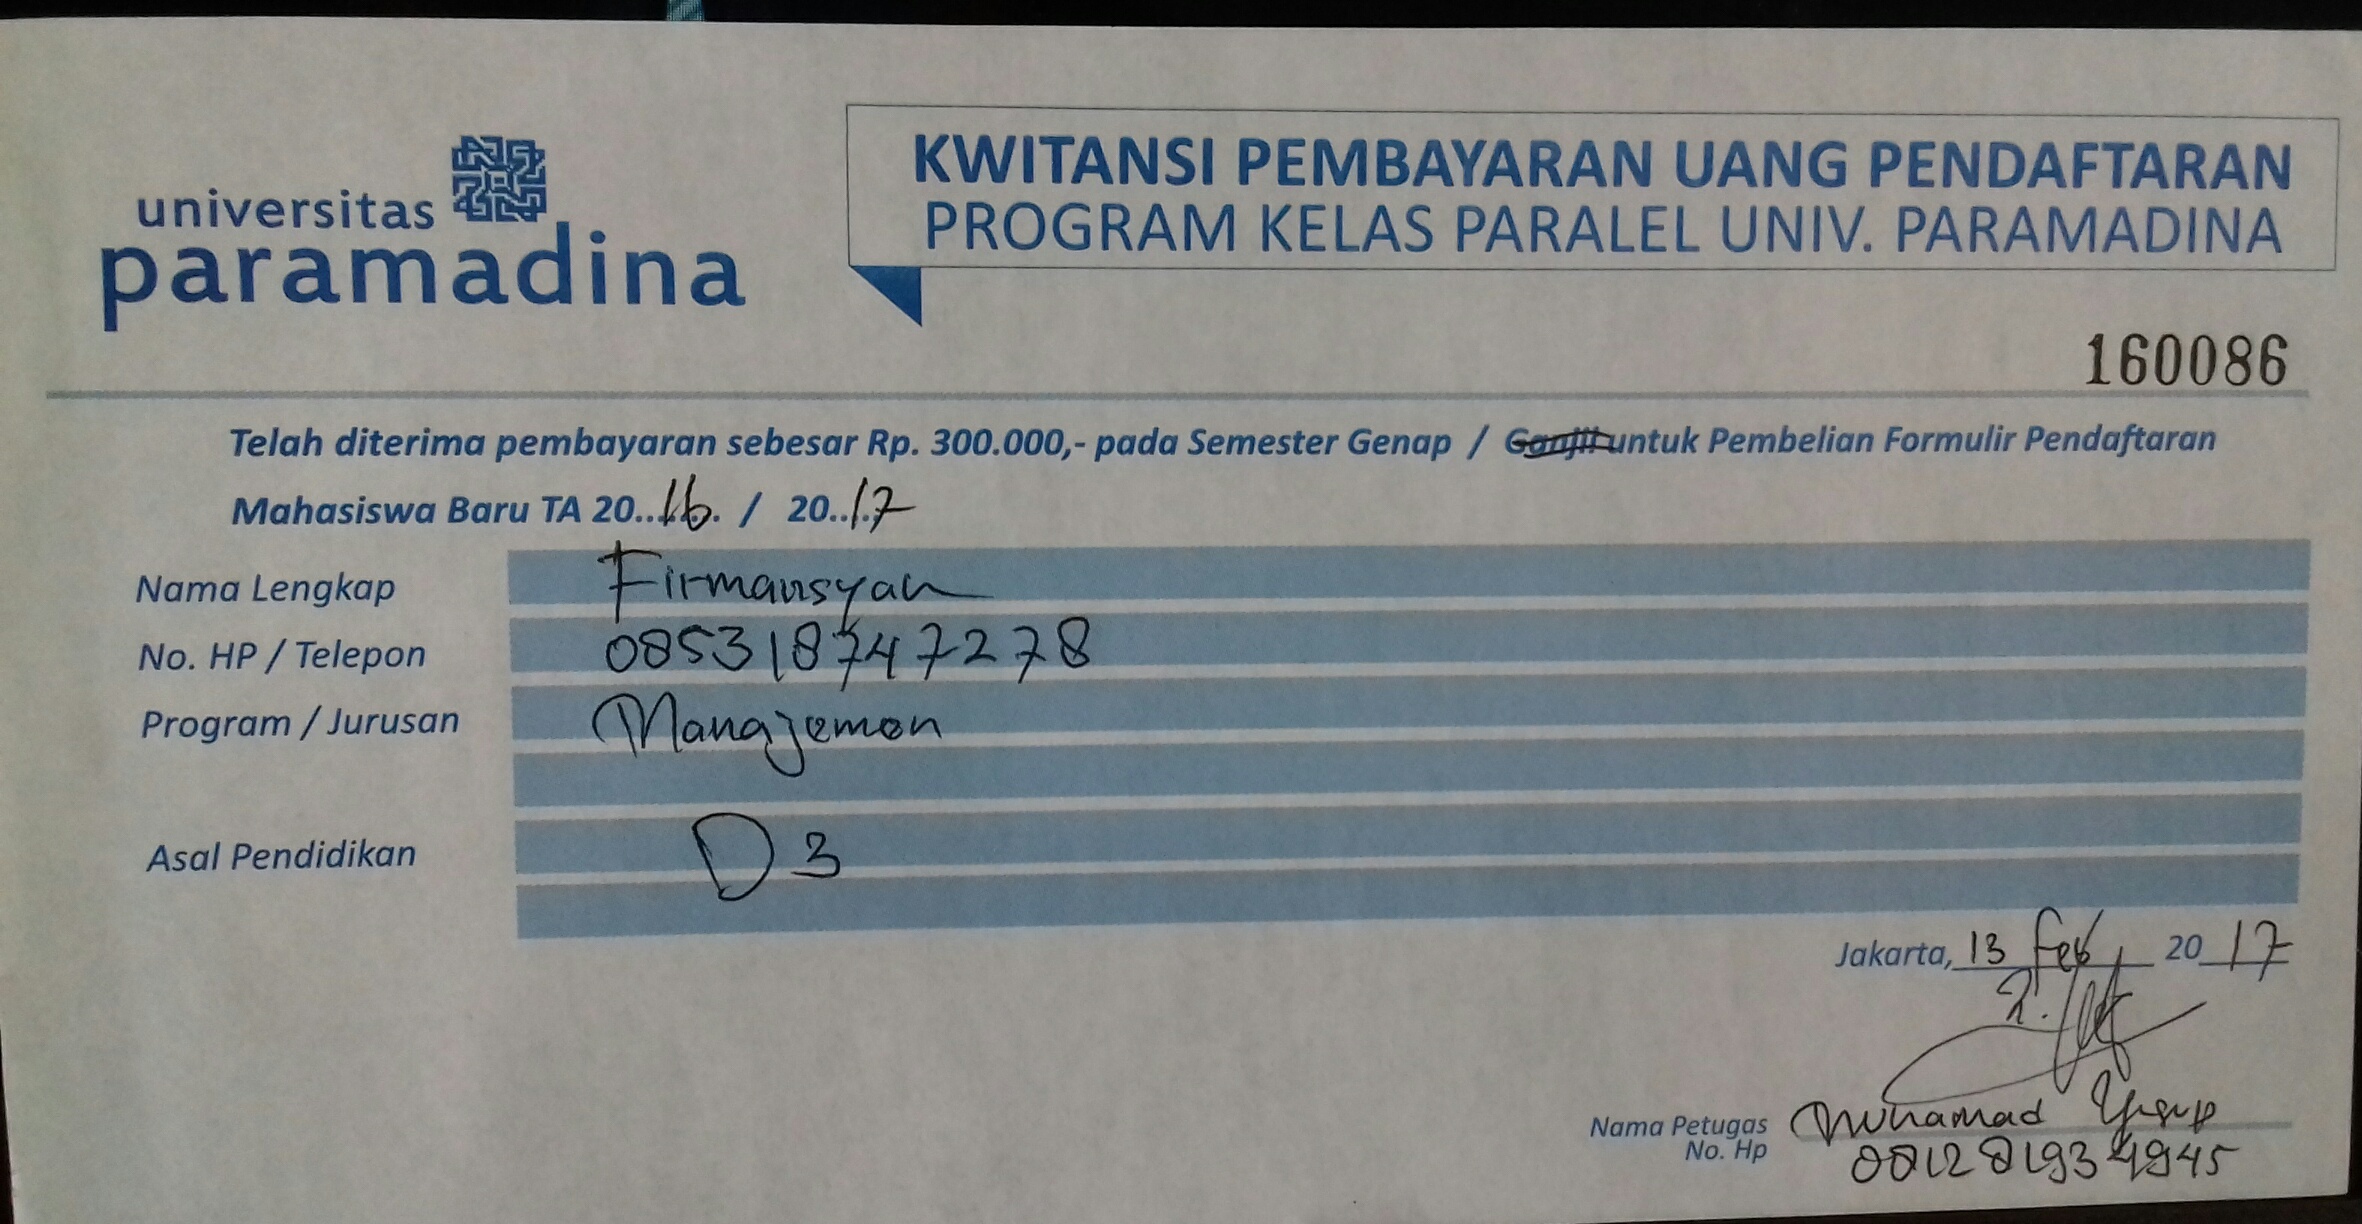 universitas
paramadina
KWITANSI PEMBAYARAN UANG PENDAFTARAN
PROGRAM KELAS PARALEL UNIV. PARAMADINA
160086
Telah diterima pembayaran sebesar Rp. 300.000,- pada Semester Genap / Ganjil untuk Pembelian Formulir Pendaftaran
Mahasiswa Baru TA 20..16.. / 20..17
Nama Lengkap Firmansyah
No. HP / Telepon 085318747278
Program / Jurusan Manajemen
Asal Pendidikan D3
Jakarta, 13 Feb 20 17
Nama Petugas Muhamad Yusup
No. Hp